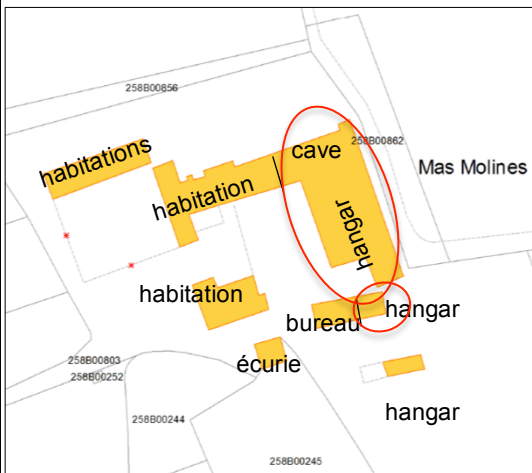 258B00856
cave
258B00862
habitations
Mas Molines
habitation
hangar
habitation
hangar
bureau
écurie
258B00803
258B00252
hangar
258B00244
258B00245